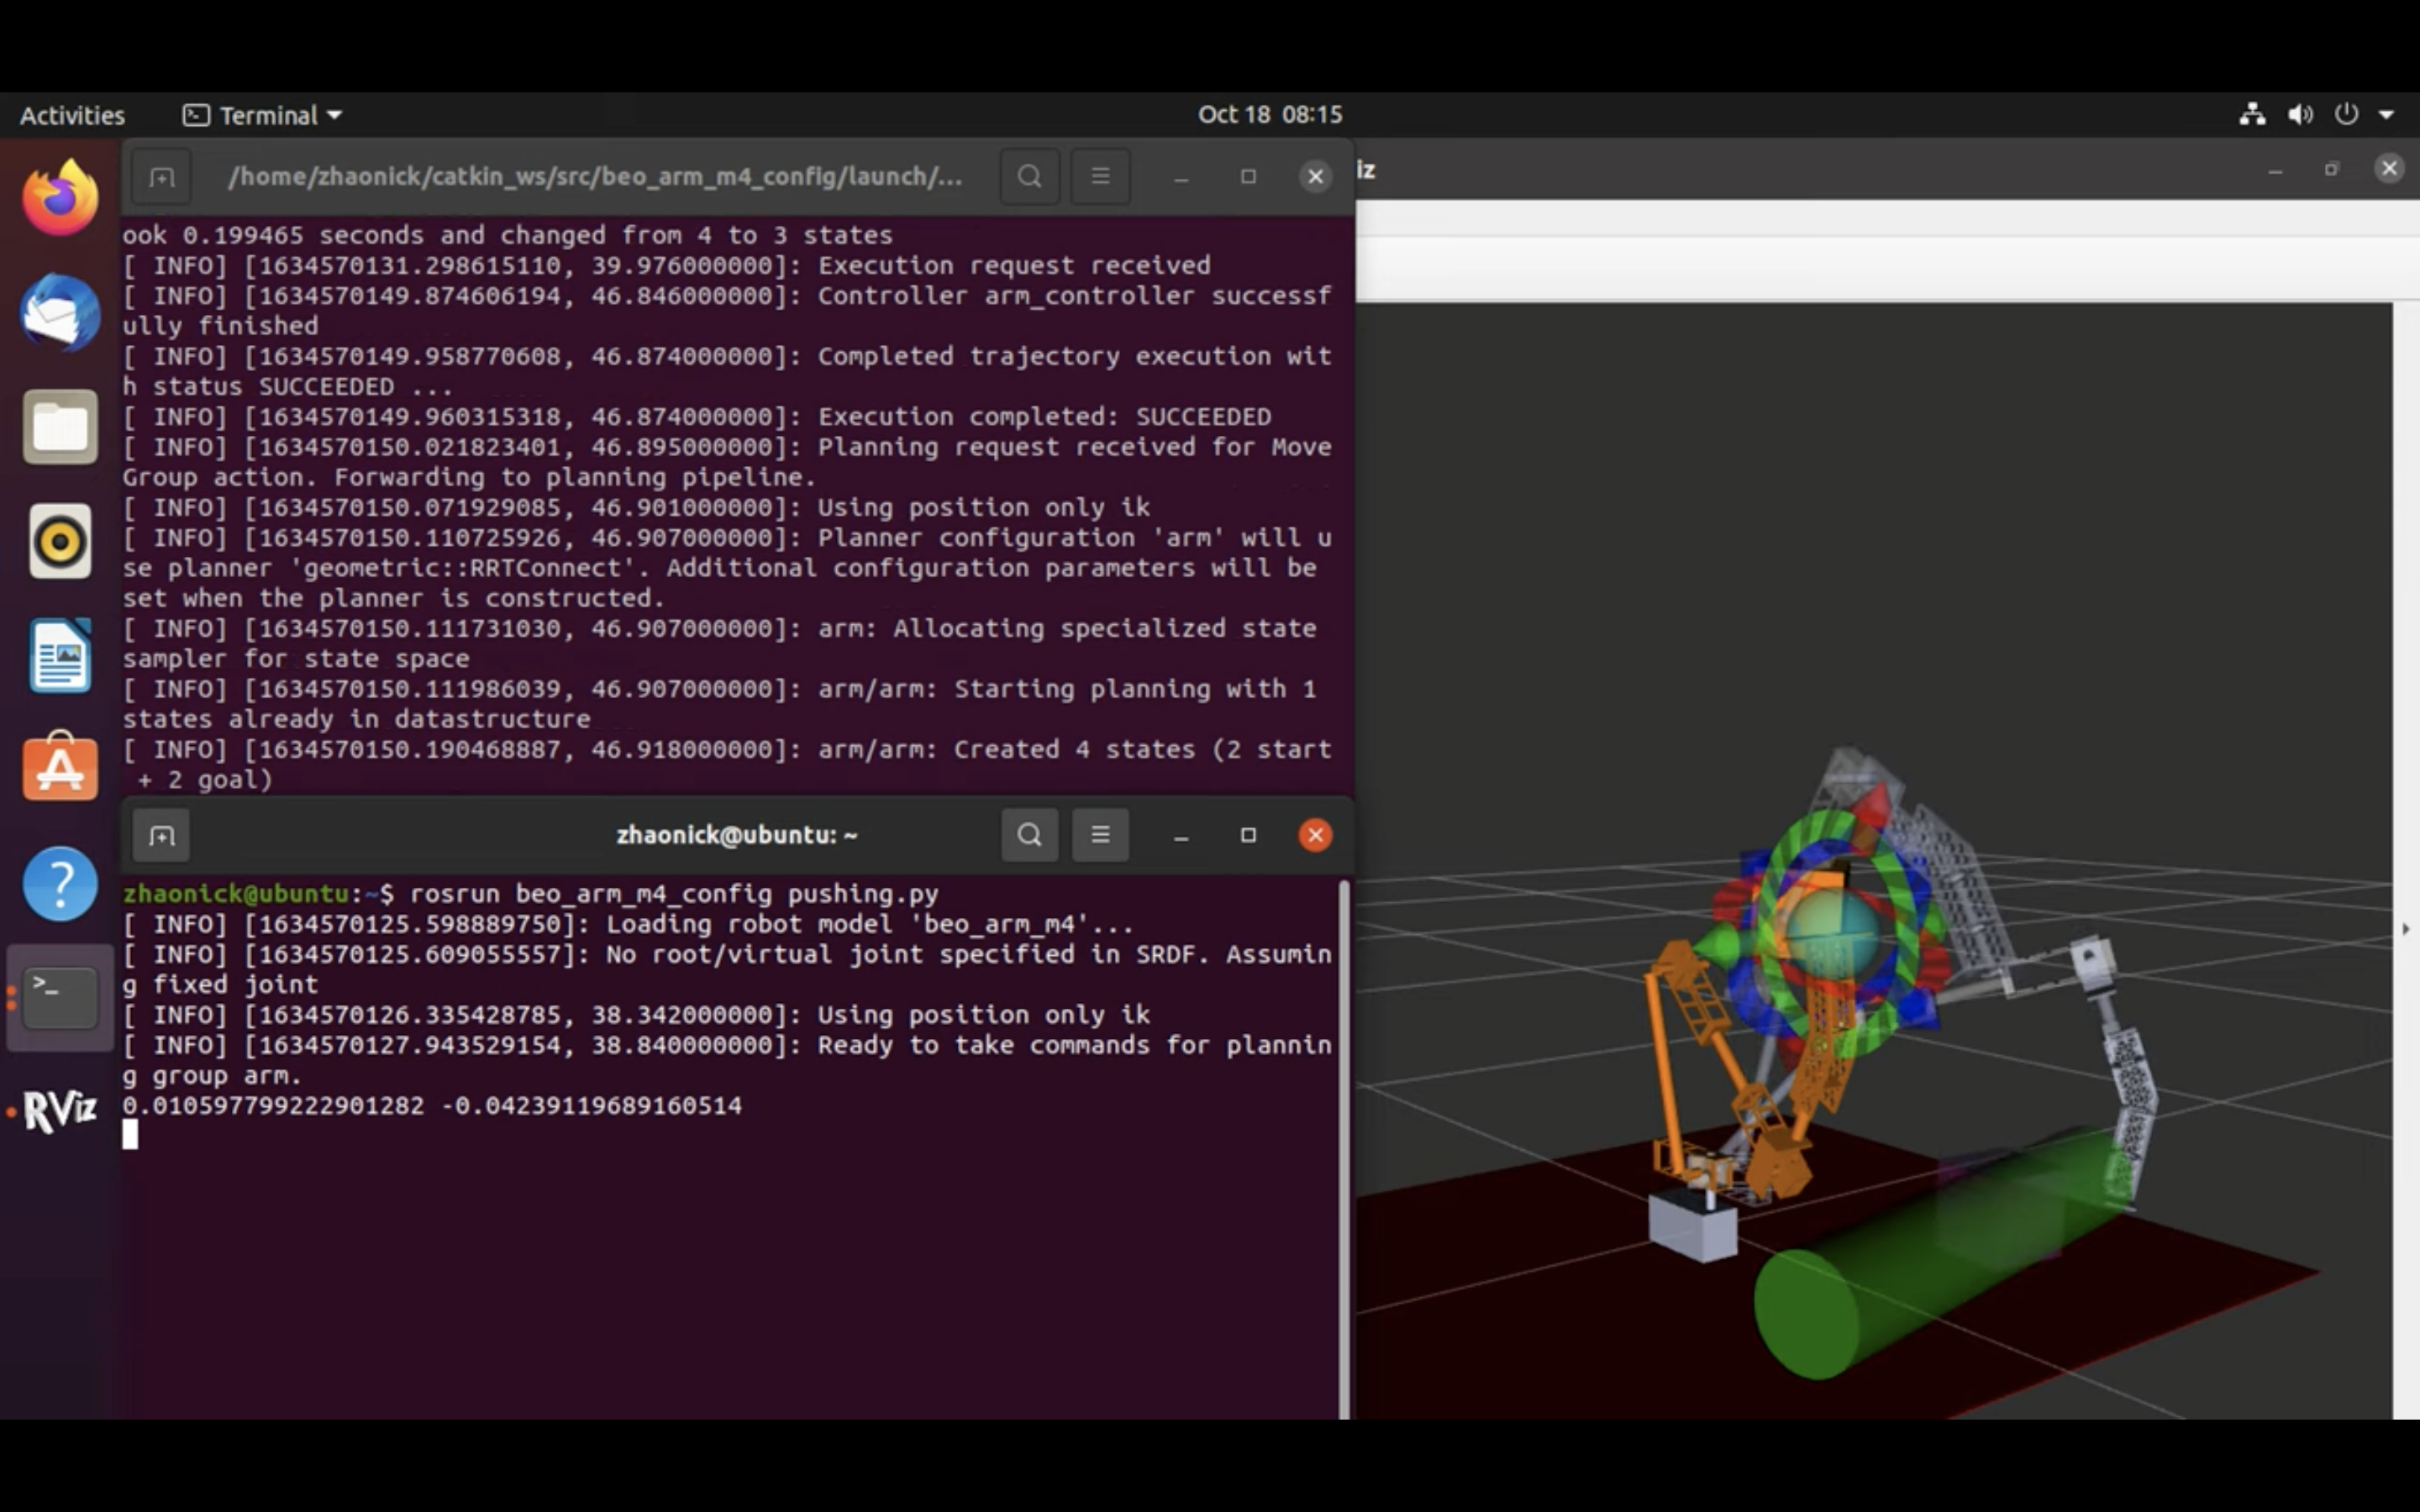 Activities
Terminal
Oct 18 08:15
/home/zhaonick/catkin_ws/src/beo_arm_m4_config/launch/...
iz
ook 0.199465 seconds and changed from 4 to 3 states
[ INFO] [1634570131.298615110, 39.976000000]: Execution request received
[ INFO] [1634570149.874606194, 46.846000000]: Controller arm_controller successf
ully finished
[ INFO] [1634570149.958770608, 46.874000000]: Completed trajectory execution wit
h status SUCCEEDED ...
[ INFO] [1634570149.960315318, 46.874000000]: Execution completed: SUCCEEDED
[ INFO] [1634570150.021823401, 46.895000000]: Planning request received for Move
Group action. Forwarding to planning pipeline.
[ INFO] [1634570150.071929085, 46.901000000]: Using position only ik
[ INFO] [1634570150.110725926, 46.907000000]: Planner configuration 'arm' will u
se planner 'geometric::RRTConnect'. Additional configuration parameters will be
set when the planner is constructed.
[ INFO] [1634570150.111731030, 46.907000000]: arm: Allocating specialized state
sampler for state space
[ INFO] [1634570150.111986039, 46.907000000]: arm/arm: Starting planning with 1
states already in datastructure
[ INFO] [1634570150.190468887, 46.918000000]: arm/arm: Created 4 states (2 start
 + 2 goal)
zhaonick@ubuntu: ~
zhaonick@ubuntu:~$ rosrun beo_arm_m4_config pushing.py
[ INFO] [1634570125.598889750]: Loading robot model 'beo_arm_m4'...
[ INFO] [1634570125.609055557]: No root/virtual joint specified in SRDF. Assumin
g fixed joint
[ INFO] [1634570126.335428785, 38.342000000]: Using position only ik
[ INFO] [1634570127.943529154, 38.840000000]: Ready to take commands for plannin
g group arm.
0.010597799222901282 -0.04239119689160514
RViz